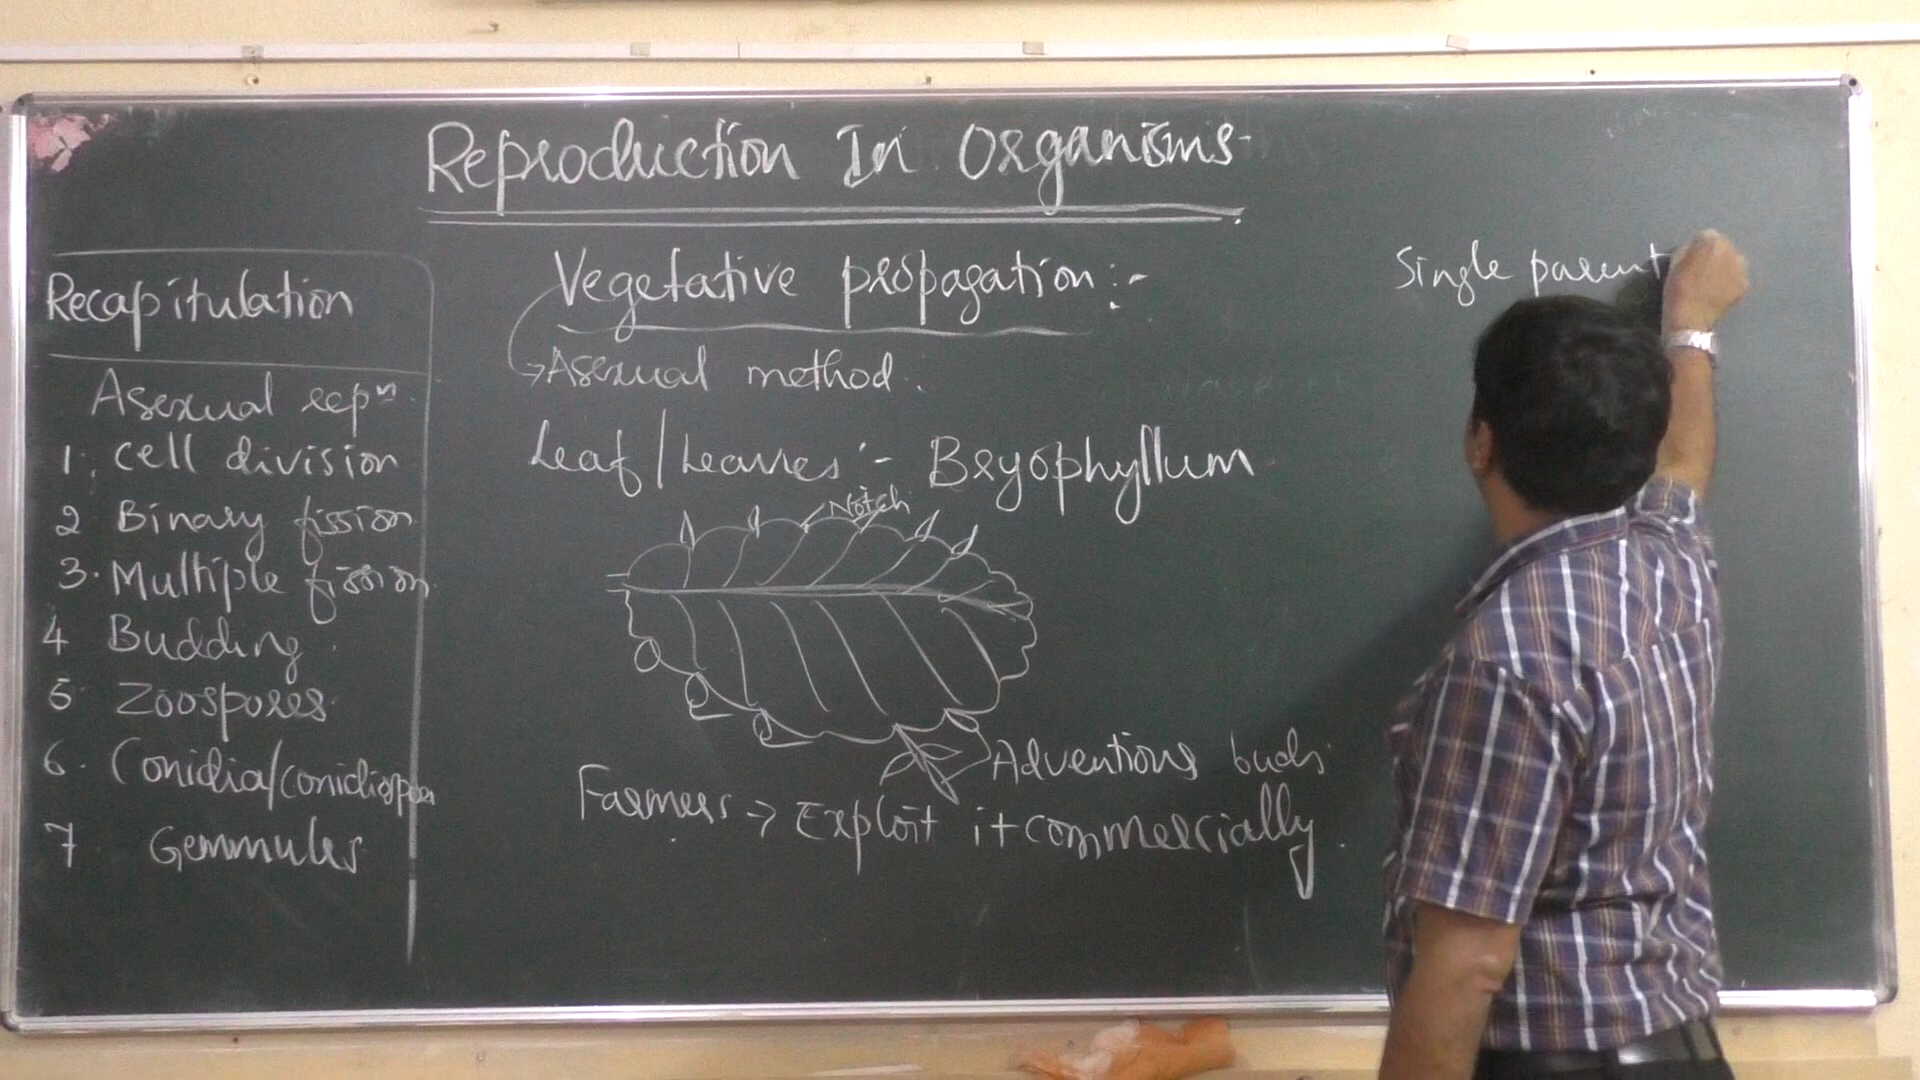 Reproduction In Organisms
Recapitulation
Asexual repⁿ.
1. Cell division
2 Binary fission
3. Multiple fission
4 Budding
5 Zoospores
6. Conidia/conidiospores
7 Gemmules
Vegetative propagation :-
→ Asexual method.
Leaf / Leaves :- Bryophyllum
Notch
Adventious buds
Farmers → Exploit it commercially.
Single parent